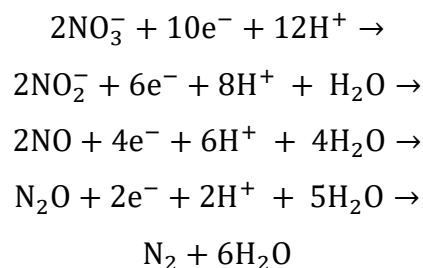 2NO₃⁻ + 10e⁻ + 12H⁺ →
2NO₂⁻ + 6e⁻ + 8H⁺ + H₂O →
2NO + 4e⁻ + 6H⁺ + 4H₂O →
N₂O + 2e⁻ + 2H⁺ + 5H₂O →
N₂ + 6H₂O